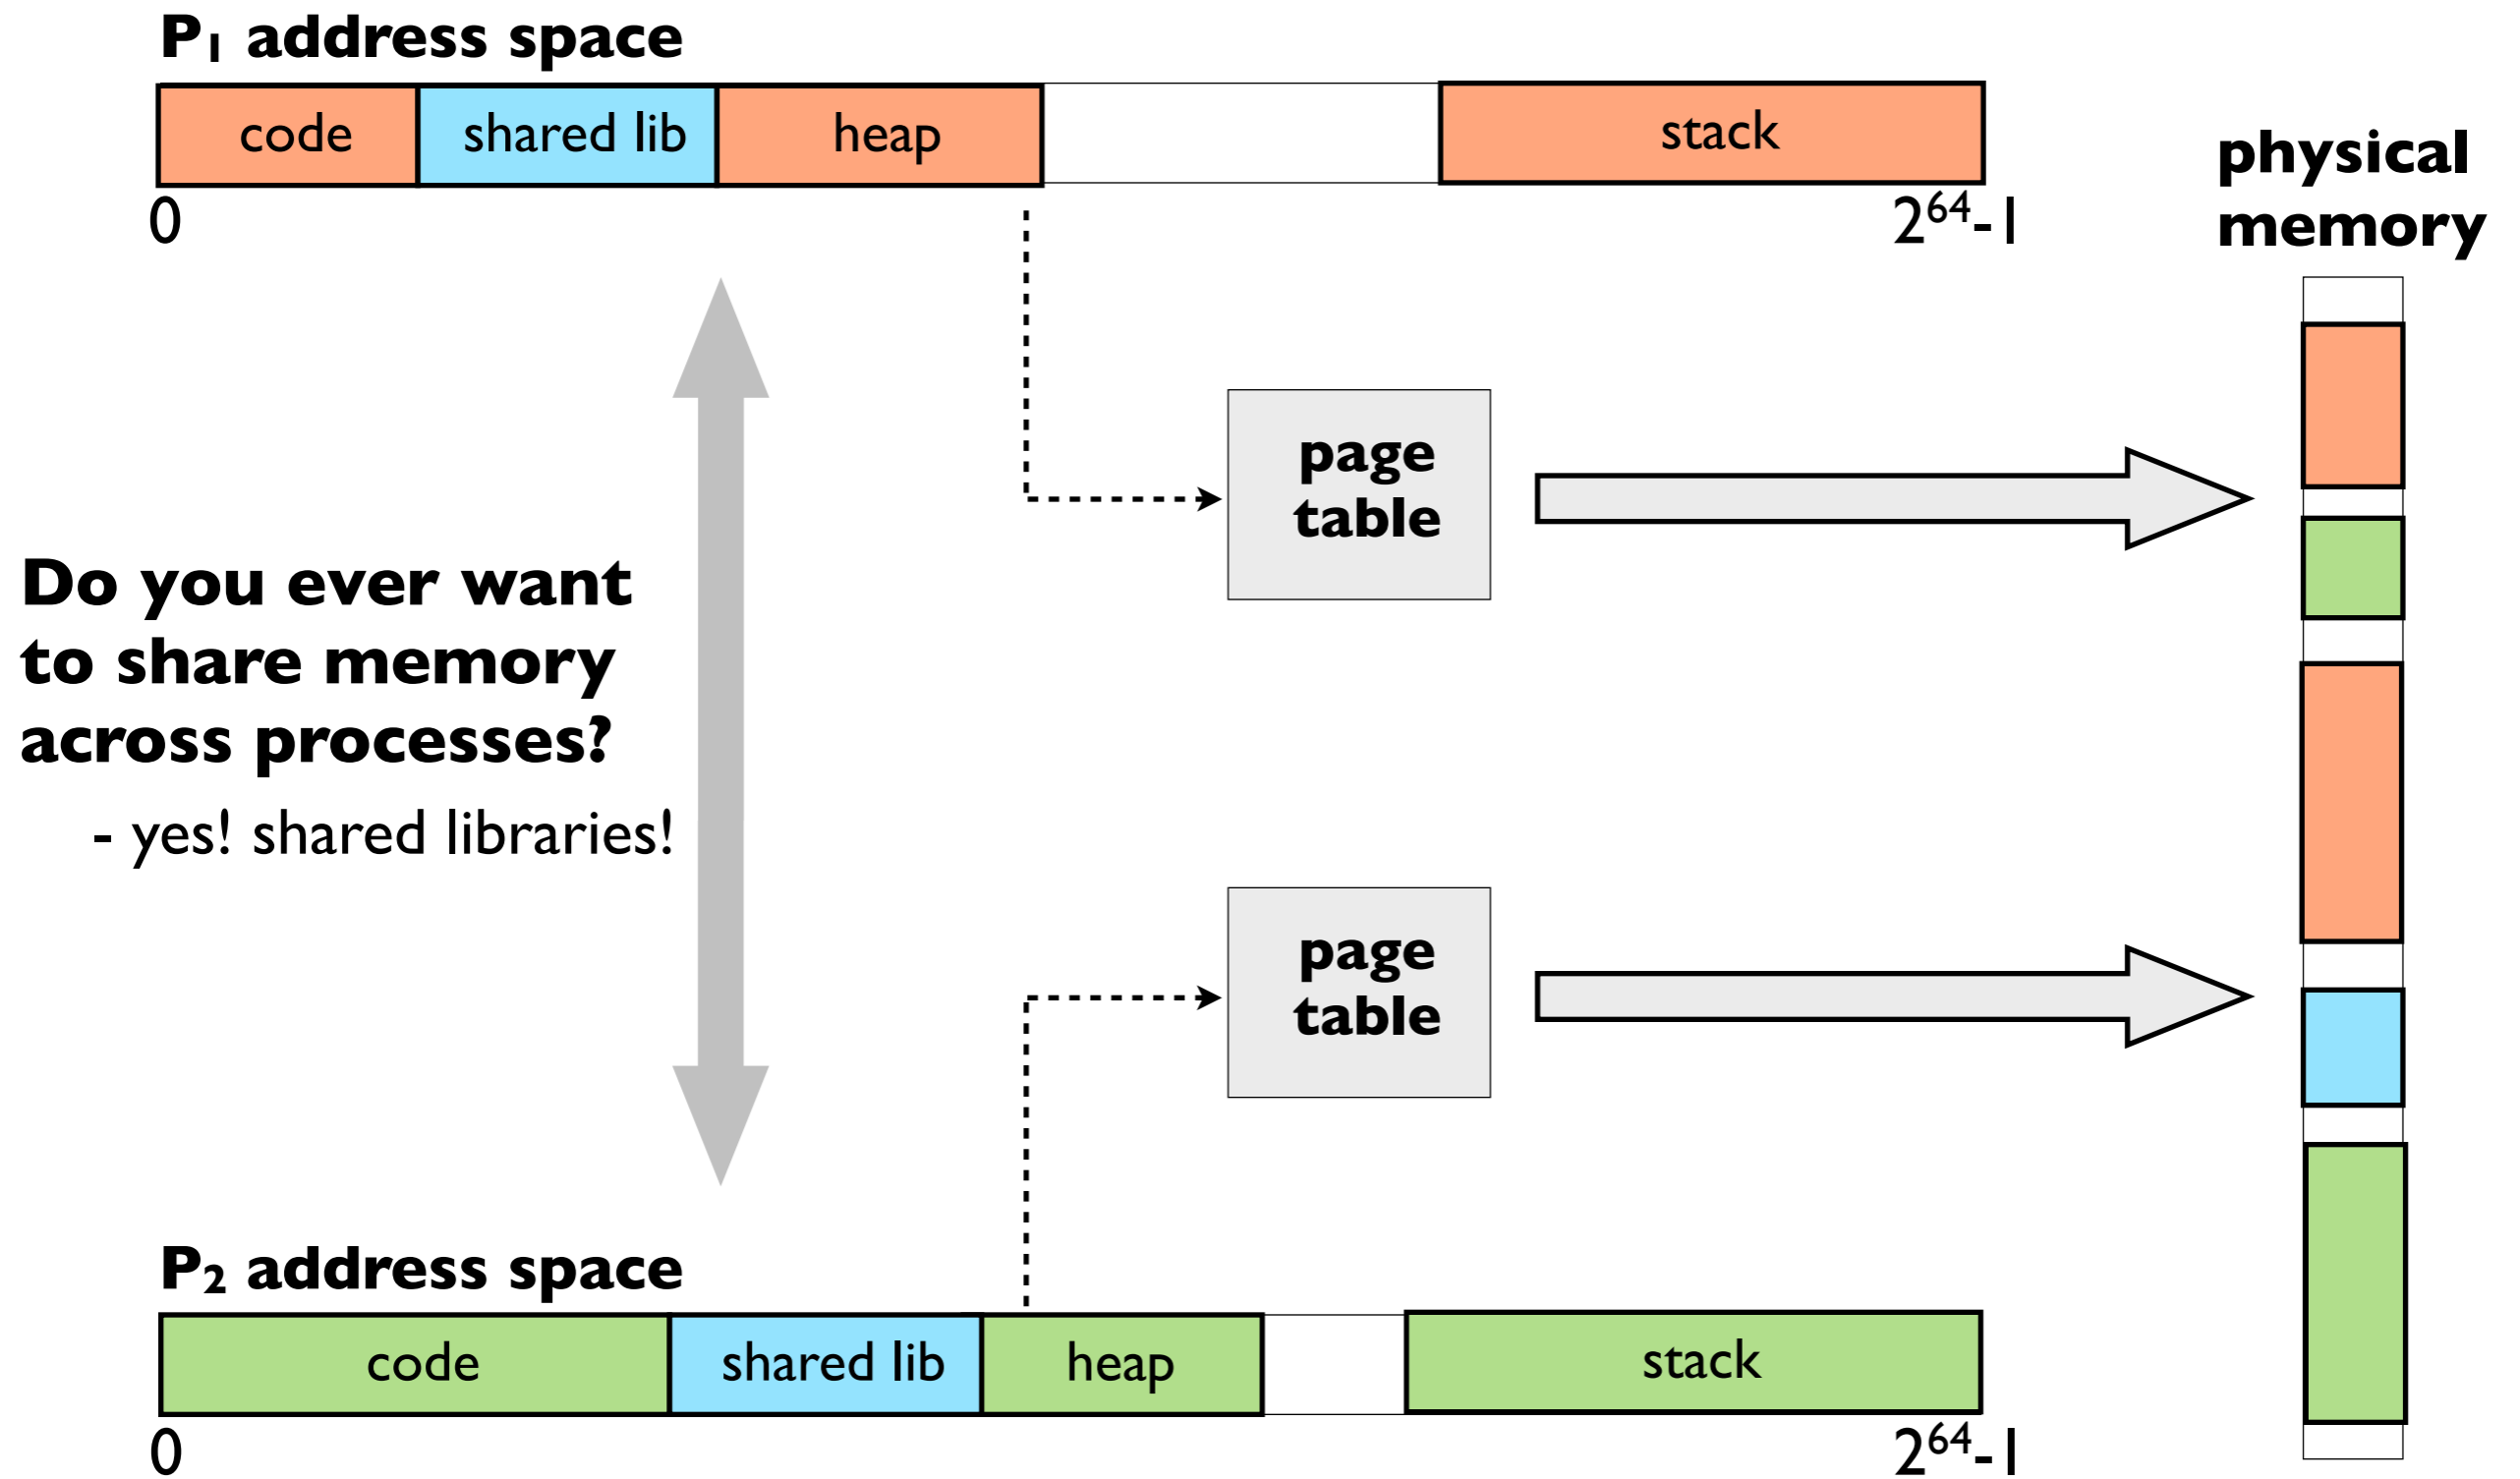 P₁ address space
code shared lib heap stack
0 2⁶⁴-1
physical
memory
page
table
Do you ever want
to share memory
across processes?
- yes! shared libraries!
page
table
P₂ address space
code shared lib heap stack
0 2⁶⁴-1